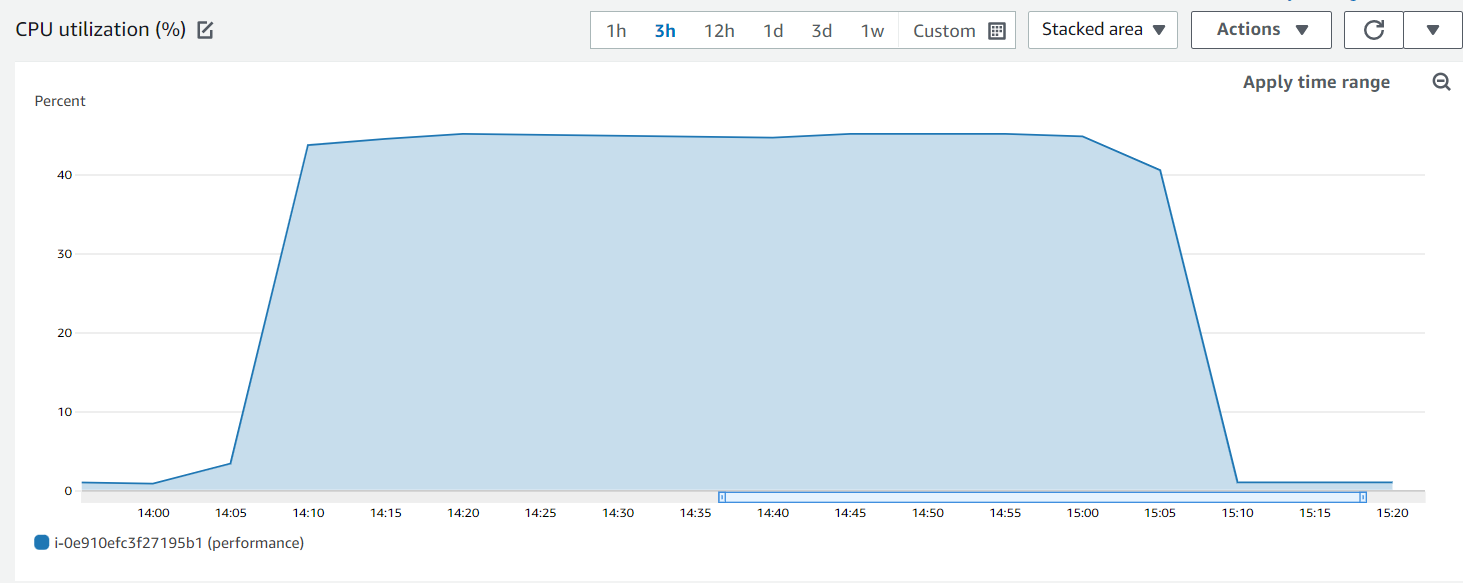 CPU utilization (%)
1h 3h 12h 1d 3d 1w Custom
Stacked area
Actions
Apply time range
Percent
40
30
20
10
0
14:00 14:05 14:10 14:15 14:20 14:25 14:30 14:35 14:40 14:45 14:50 14:55 15:00 15:05 15:10 15:15 15:20
i-0e910efc3f27195b1 (performance)